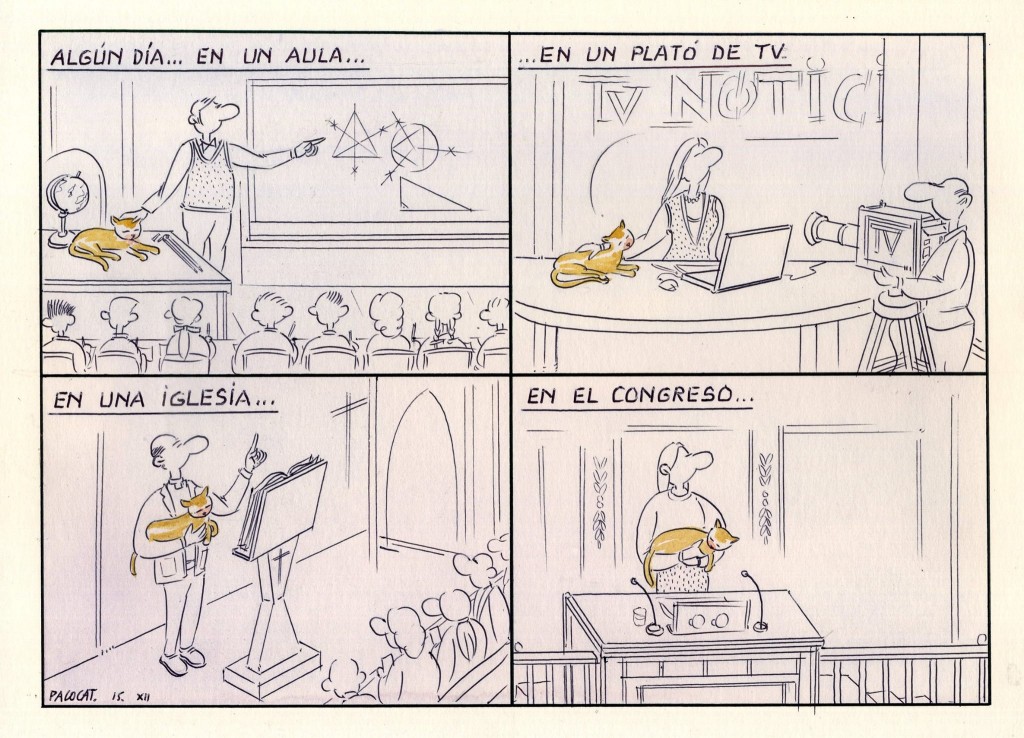 ALGÚN DÍA... EN UN AULA...
...EN UN PLATÓ DE TV.
TV NOTICI
TV
EN UNA IGLESIA...
EN EL CONGRESO...
PACOCAT. 15. XII